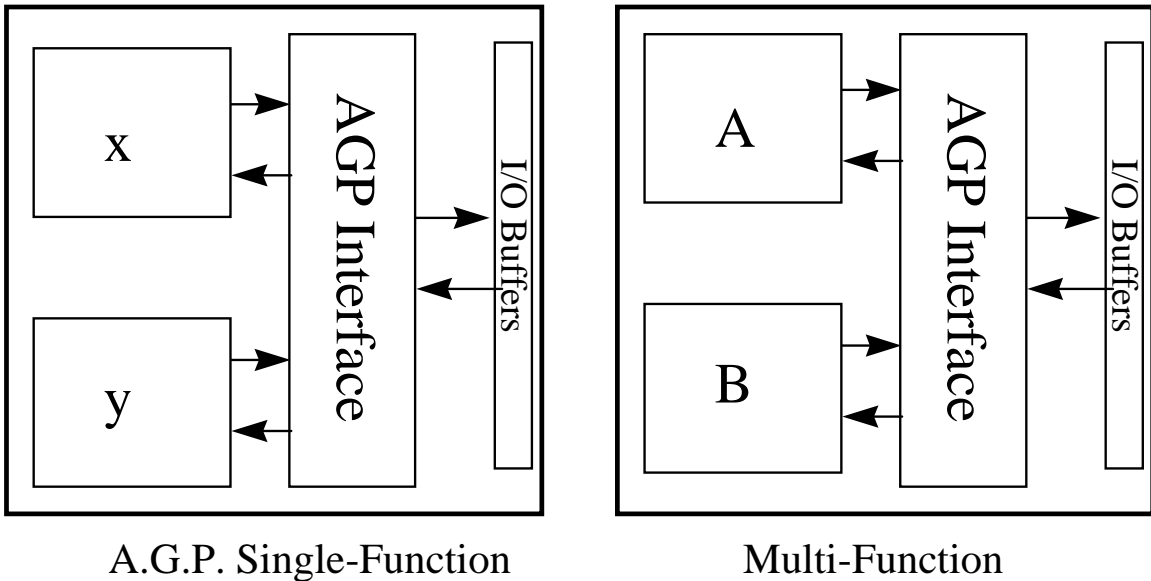 x
y
AGP Interface
I/O Buffers
A.G.P. Single-Function
A
B
AGP Interface
I/O Buffers
Multi-Function